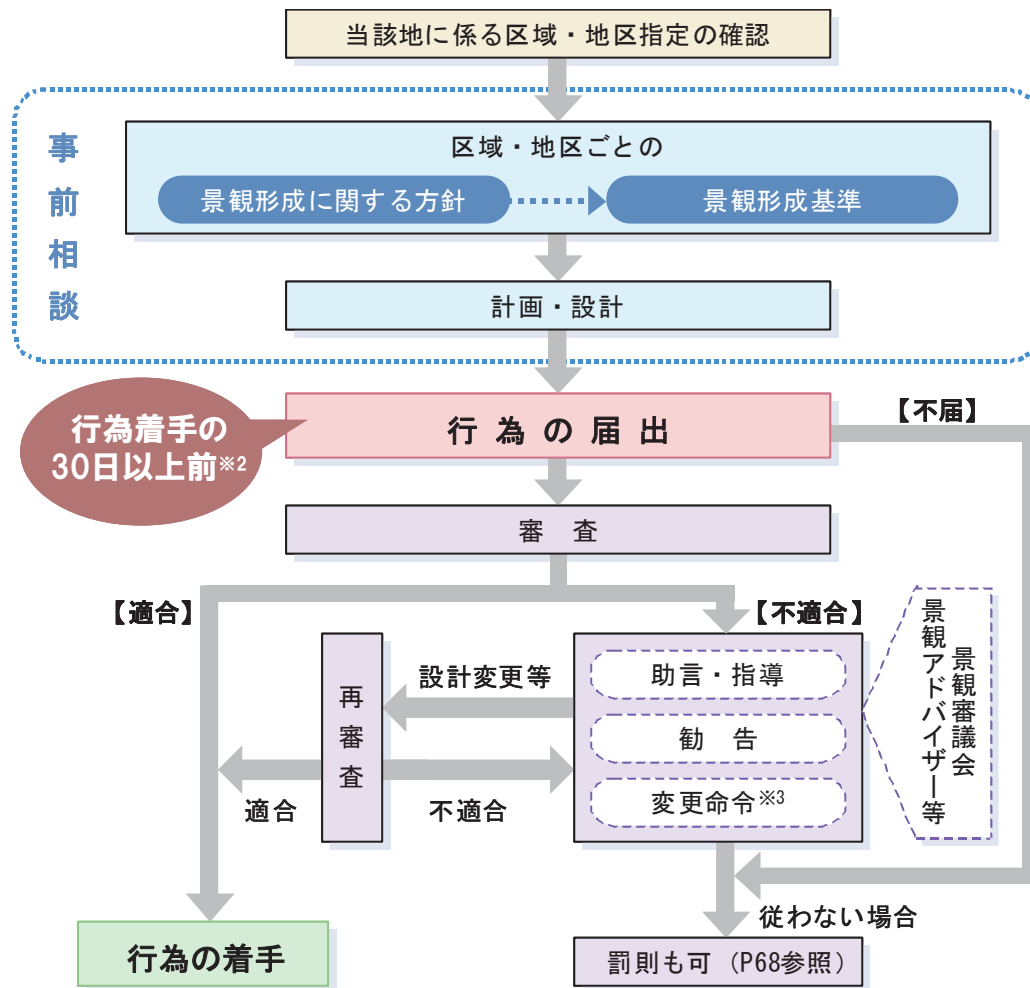 当該地に係る区域・地区指定の確認
事前相談
区域・地区ごとの
景観形成に関する方針
景観形成基準
計画・設計
行為着手の
30日以上前※2
行為の届出
【不届】
審査
【適合】
【不適合】
再審査
設計変更等
助言・指導
勧告
変更命令※3
景観審議会
景観アドバイザー等
適合
不適合
従わない場合
行為の着手
罰則も可（P68参照）